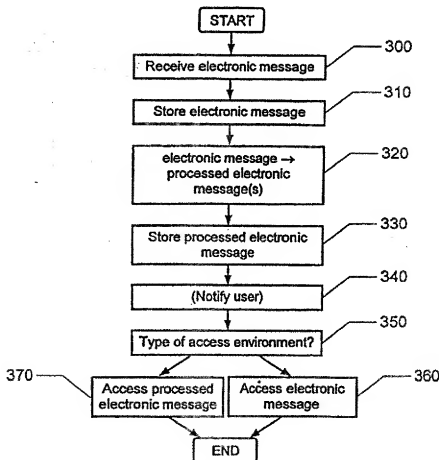 START
300
Receive electronic message
310
Store electronic message
320
electronic message →
processed electronic
message(s)
330
Store processed electronic
message
340
(Notify user)
350
Type of access environment?
370
Access processed
electronic message
Access electronic
message
360
END